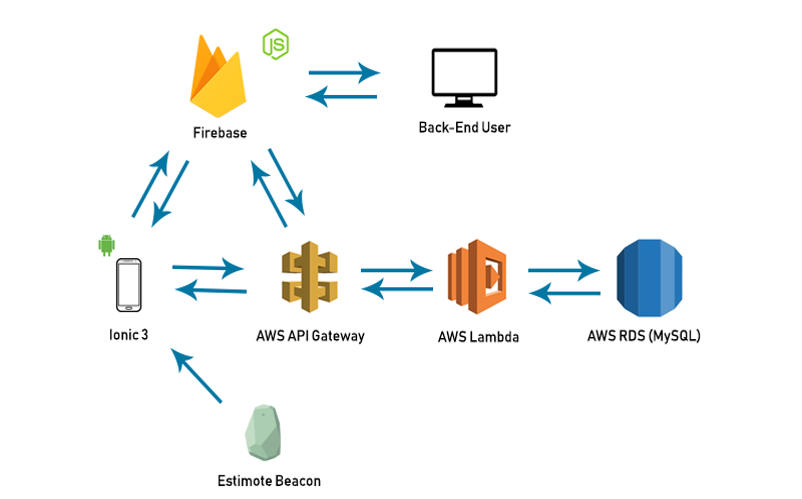 JS
Firebase
Back-End User
Ionic 3
AWS API Gateway
AWS Lambda
AWS RDS (MySQL)
Estimote Beacon